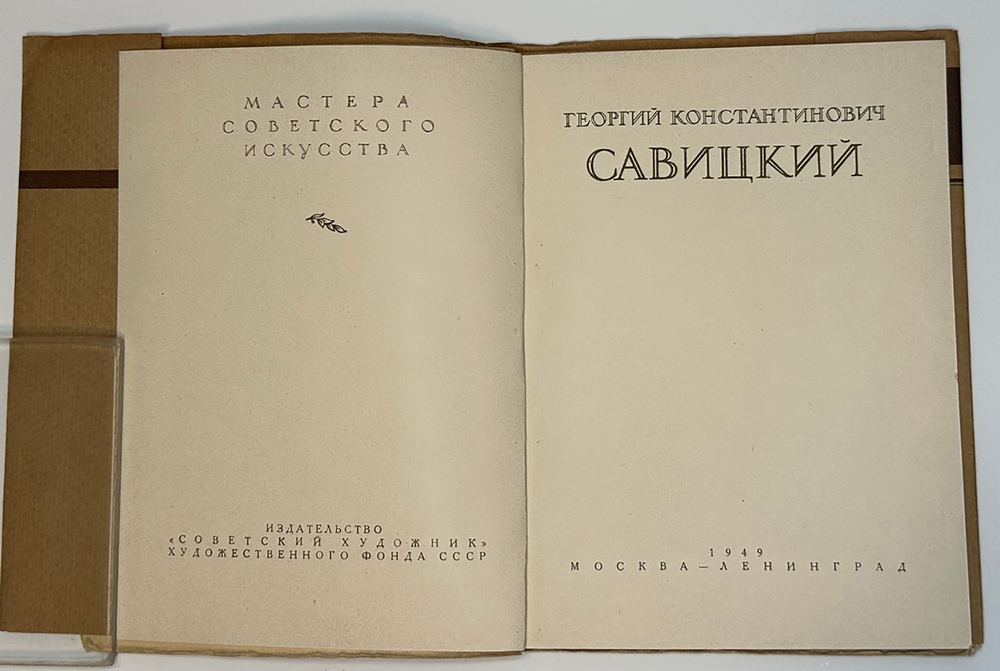 МАСТЕРА
СОВЕТСКОГО
ИСКУССТВА
ИЗДАТЕЛЬСТВО
«СОВЕТСКИЙ ХУДОЖНИК»
ХУДОЖЕСТВЕННОГО ФОНДА СССР
ГЕОРГИЙ КОНСТАНТИНОВИЧ
САВИЦКИЙ
1949
МОСКВА—ЛЕНИНГРАД